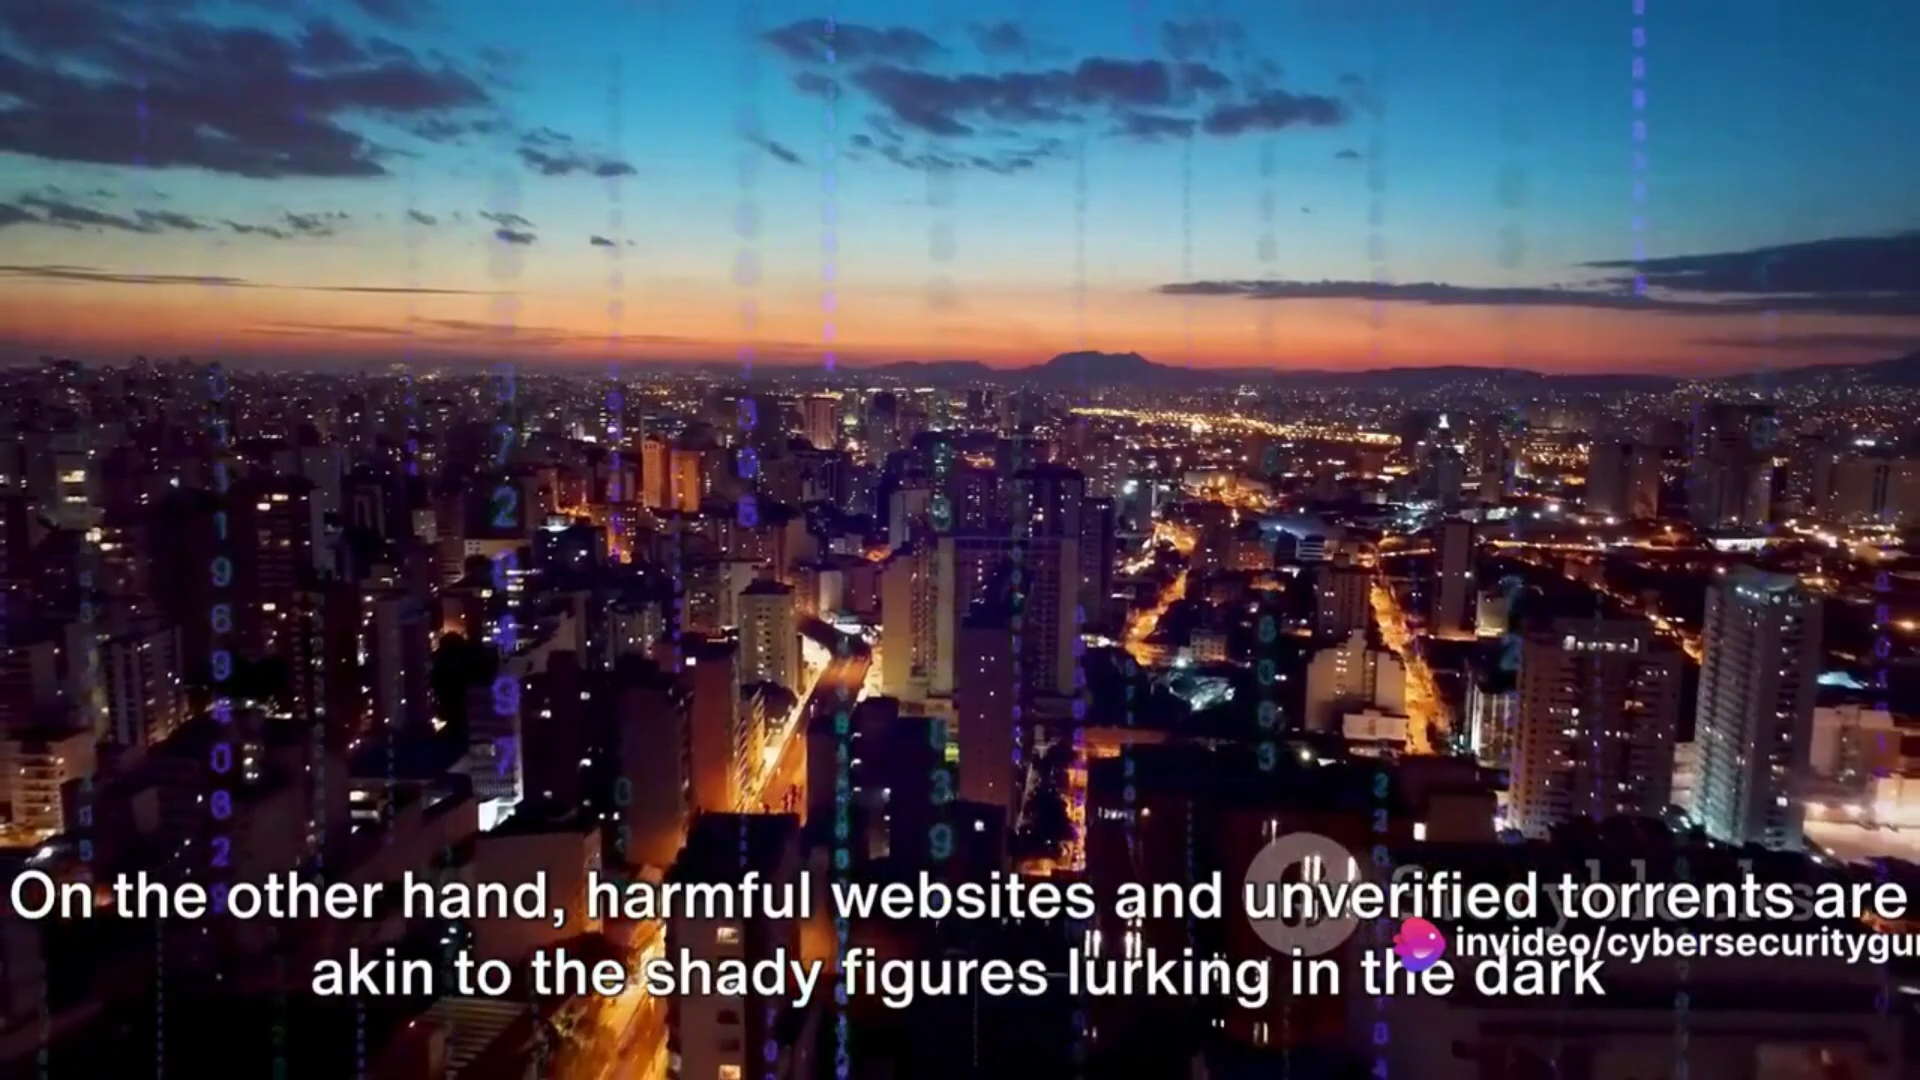 On the other hand, harmful websites and unverified torrents are
invideo/cybersecuritygu
akin to the shady figures lurking in the dark